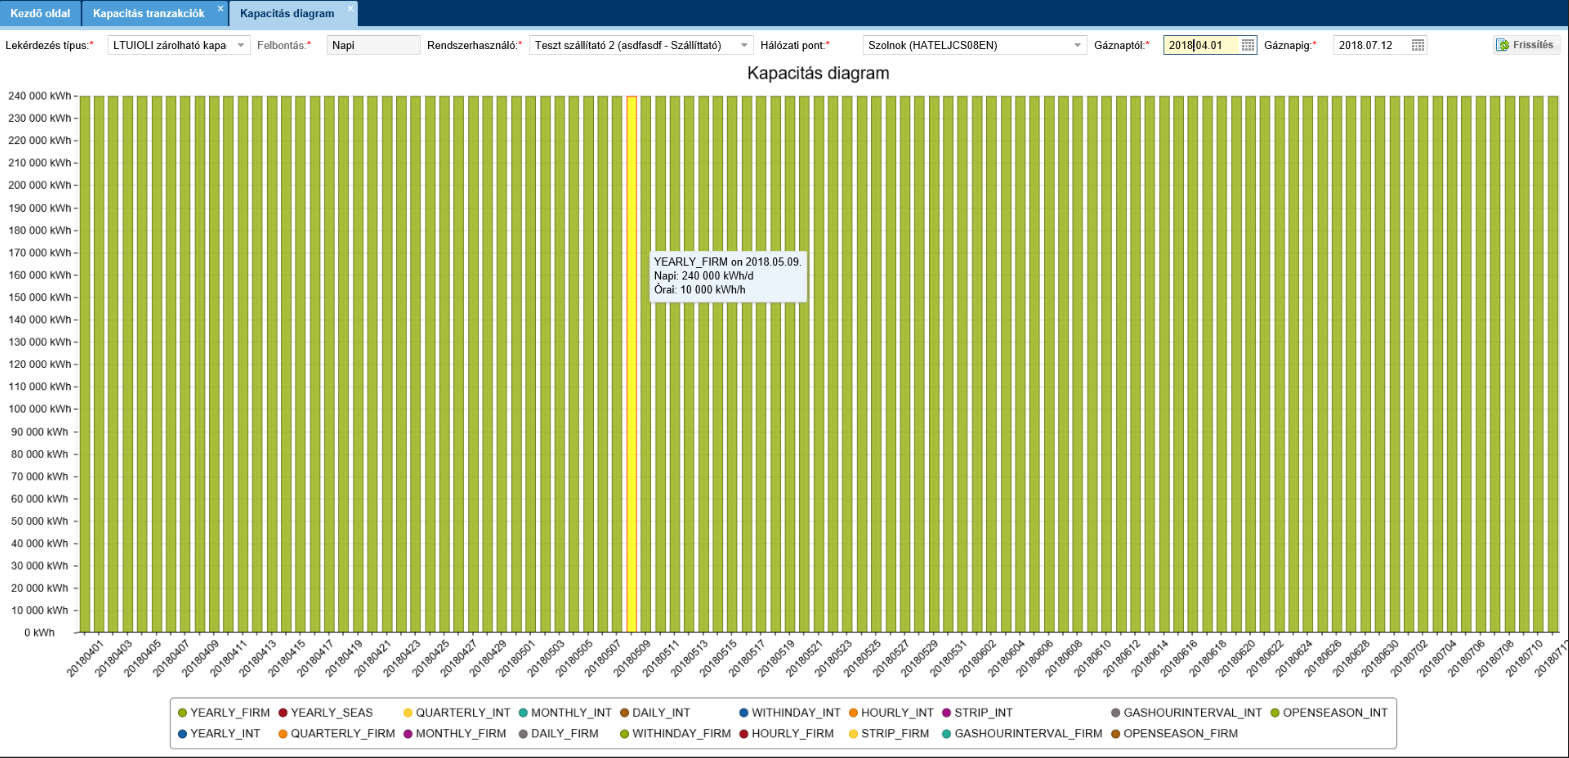 Kezdő oldal Kapacitás tranzakciók × Kapacitás diagram ×
Lekérdezés típus:* LTUIOLI zárolható kapa Felbontás:* Napi Rendszerhasználó:* Teszt szállító 2 (asdfasdf - Szállíttató) Hálózati pont:* Szolnok (HATELJCS08EN) Gáznaptól:* 2018.04.01 Gáznapig:* 2018.07.12 Frissítés
Kapacitás diagram
240 000 kWh
230 000 kWh
220 000 kWh
210 000 kWh
200 000 kWh
190 000 kWh
180 000 kWh
170 000 kWh
160 000 kWh
150 000 kWh
140 000 kWh
130 000 kWh
120 000 kWh
110 000 kWh
100 000 kWh
90 000 kWh
80 000 kWh
70 000 kWh
60 000 kWh
50 000 kWh
40 000 kWh
30 000 kWh
20 000 kWh
10 000 kWh
0 kWh
YEARLY_FIRM on 2018.05.09.
Napi: 240 000 kWh/d
Órai: 10 000 kWh/h
20180401 20180403 20180405 20180407 20180409 20180411 20180413 20180415 20180417 20180419 20180421 20180423 20180425 20180427 20180429 20180501 20180503 20180505 20180507 20180509 20180511 20180513 20180515 20180517 20180519 20180521 20180523 20180525 20180527 20180529 20180531 20180602 20180604 20180606 20180608 20180610 20180612 20180614 20180616 20180618 20180620 20180622 20180624 20180626 20180628 20180630 20180702 20180704 20180706 20180708 20180710 2018071
YEARLY_FIRM YEARLY_SEAS QUARTERLY_INT MONTHLY_INT DAILY_INT WITHINDAY_INT HOURLY_INT STRIP_INT GASHOURINTERVAL_INT OPENSEASON_INT
YEARLY_INT QUARTERLY_FIRM MONTHLY_FIRM DAILY_FIRM WITHINDAY_FIRM HOURLY_FIRM STRIP_FIRM GASHOURINTERVAL_FIRM OPENSEASON_FIRM